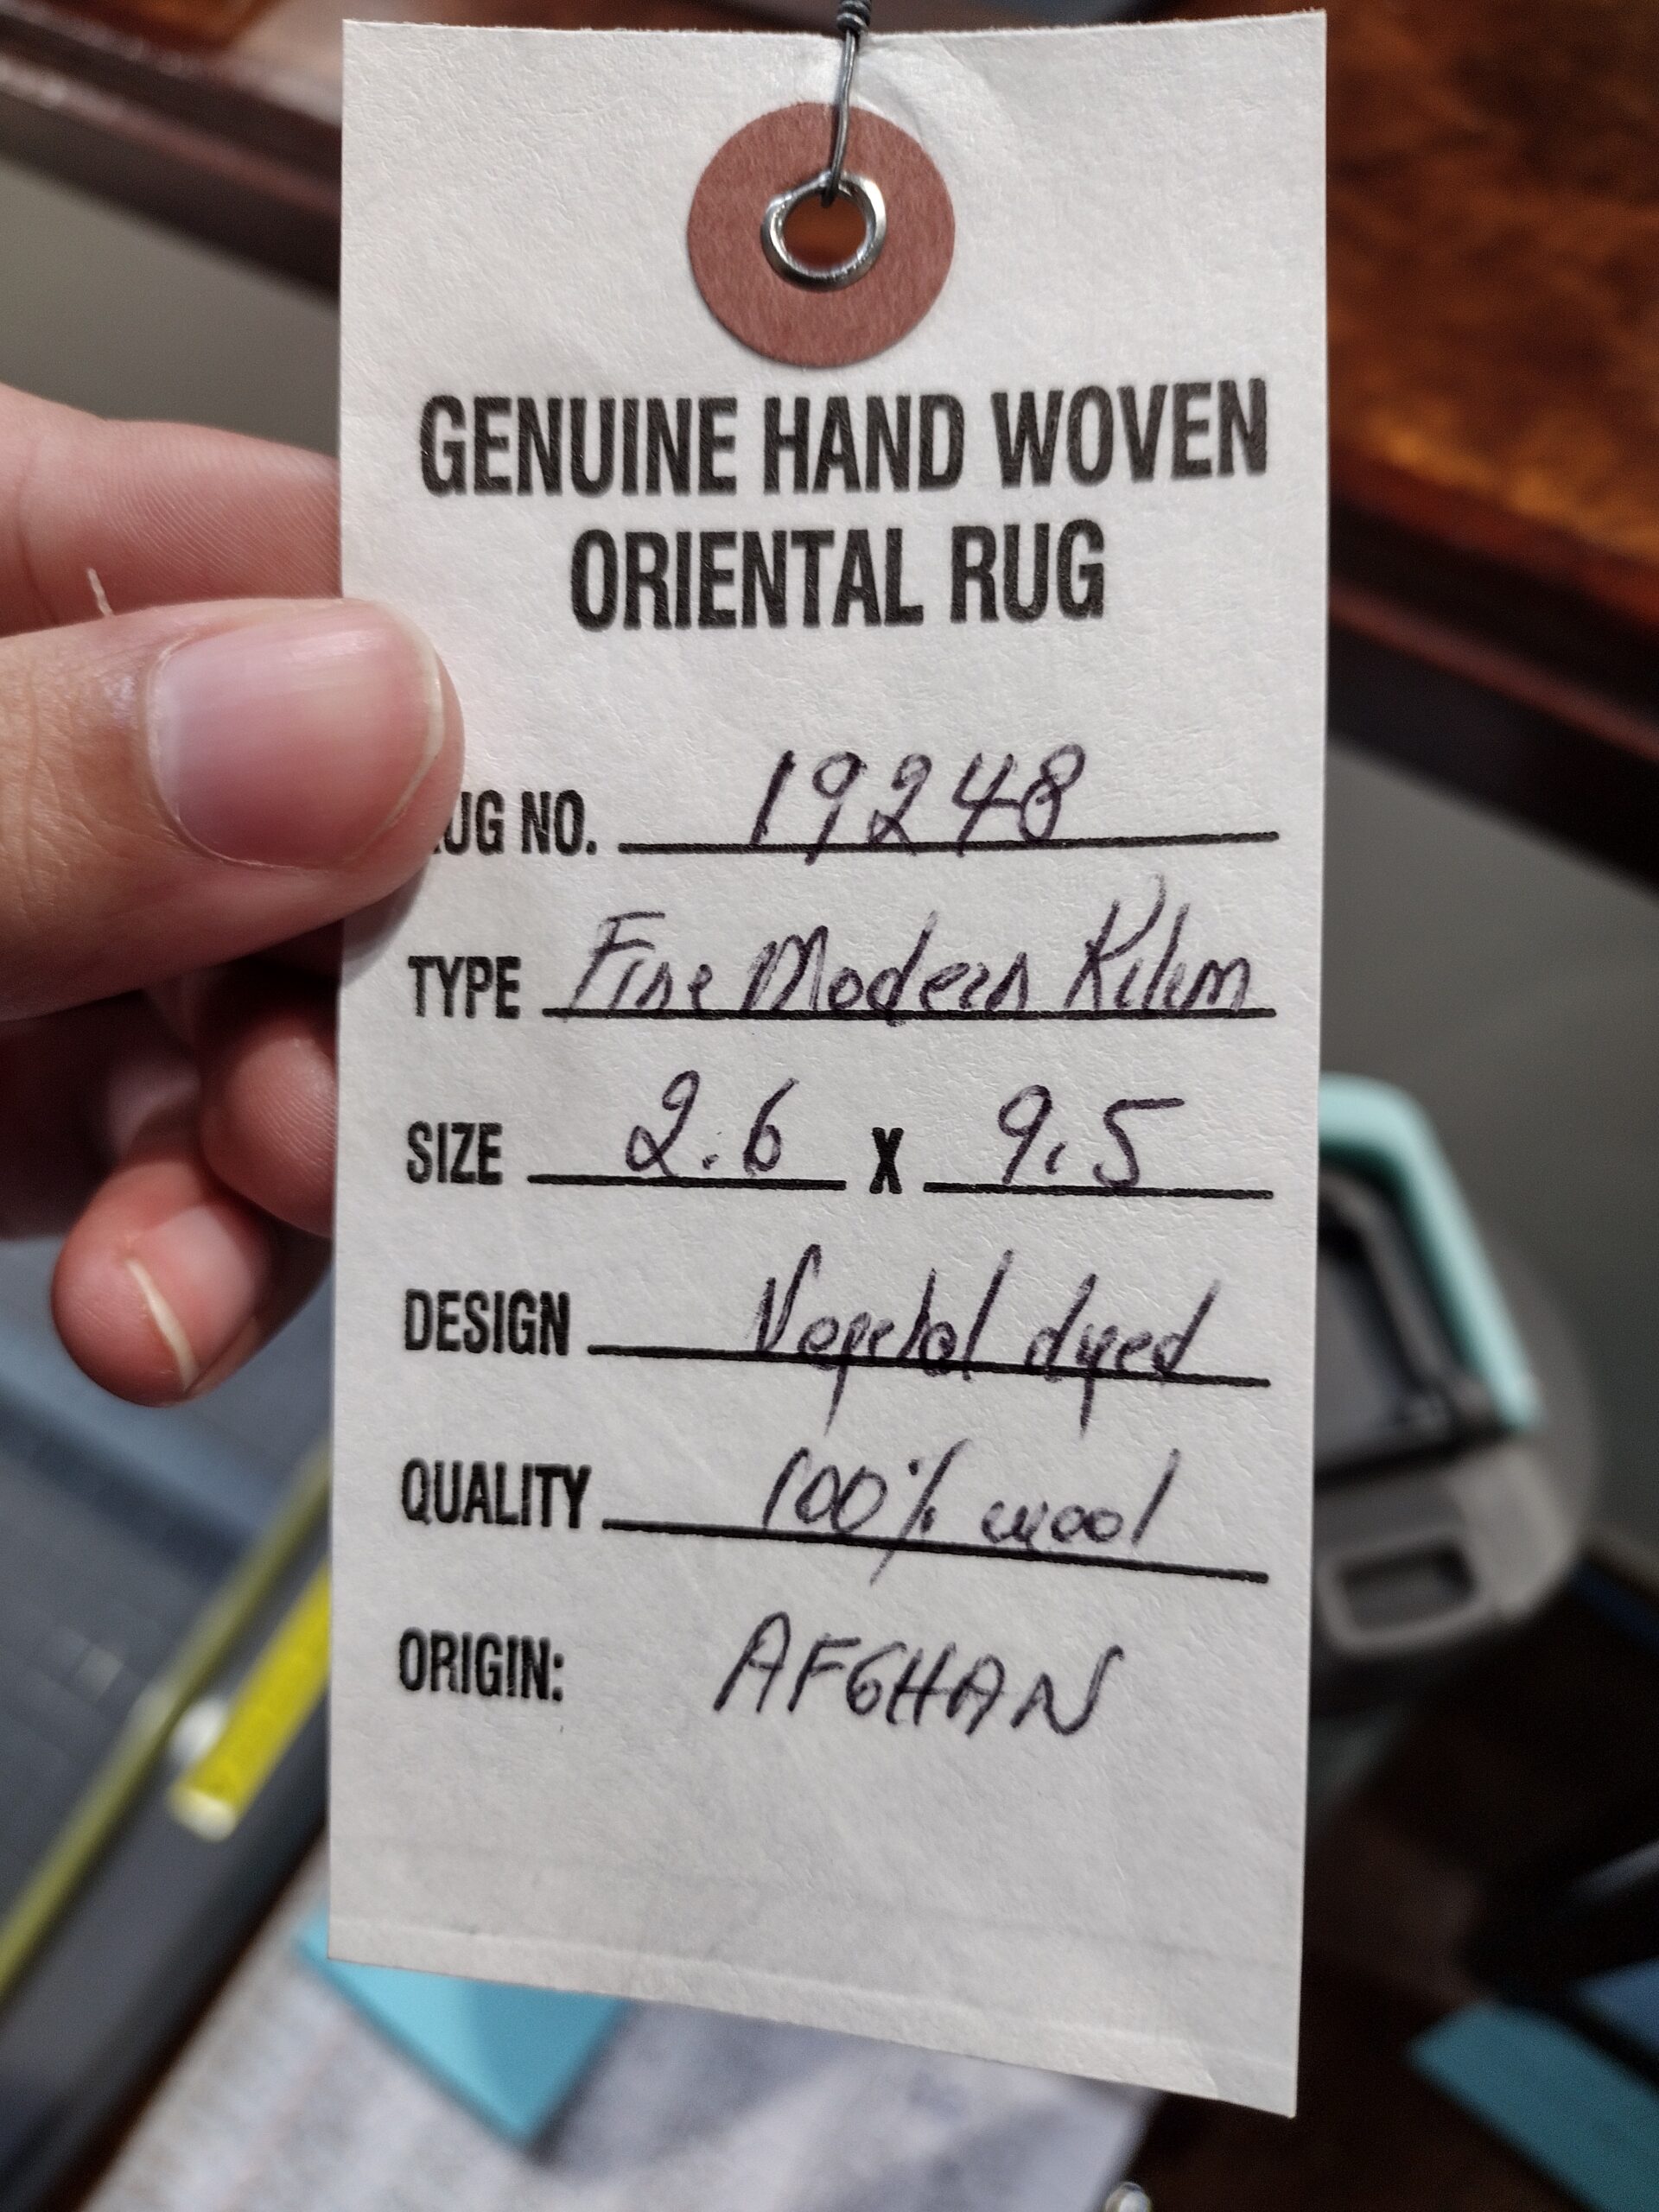 GENUINE HAND WOVEN
ORIENTAL RUG
UG NO. 19248
TYPE Fine Modern Kilim
SIZE 2.6 X 9.5
DESIGN Vegetal dyed
QUALITY 100% wool
ORIGIN: AFGHAN